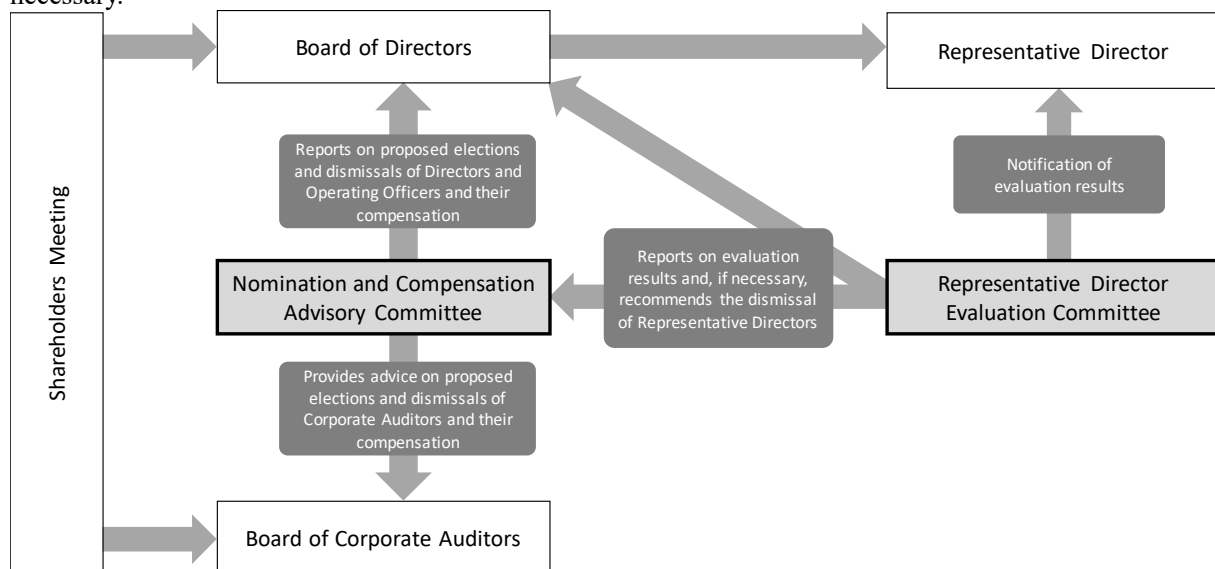 necessary.
Shareholders Meeting
Board of Directors
Representative Director
Reports on proposed elections
and dismissals of Directors and
Operating Officers and their
compensation
Notification of
evaluation results
Nomination and Compensation
Advisory Committee
Reports on evaluation
results and, if necessary,
recommends the dismissal
of Representative Directors
Representative Director
Evaluation Committee
Provides advice on proposed
elections and dismissals of
Corporate Auditors and their
compensation
Board of Corporate Auditors